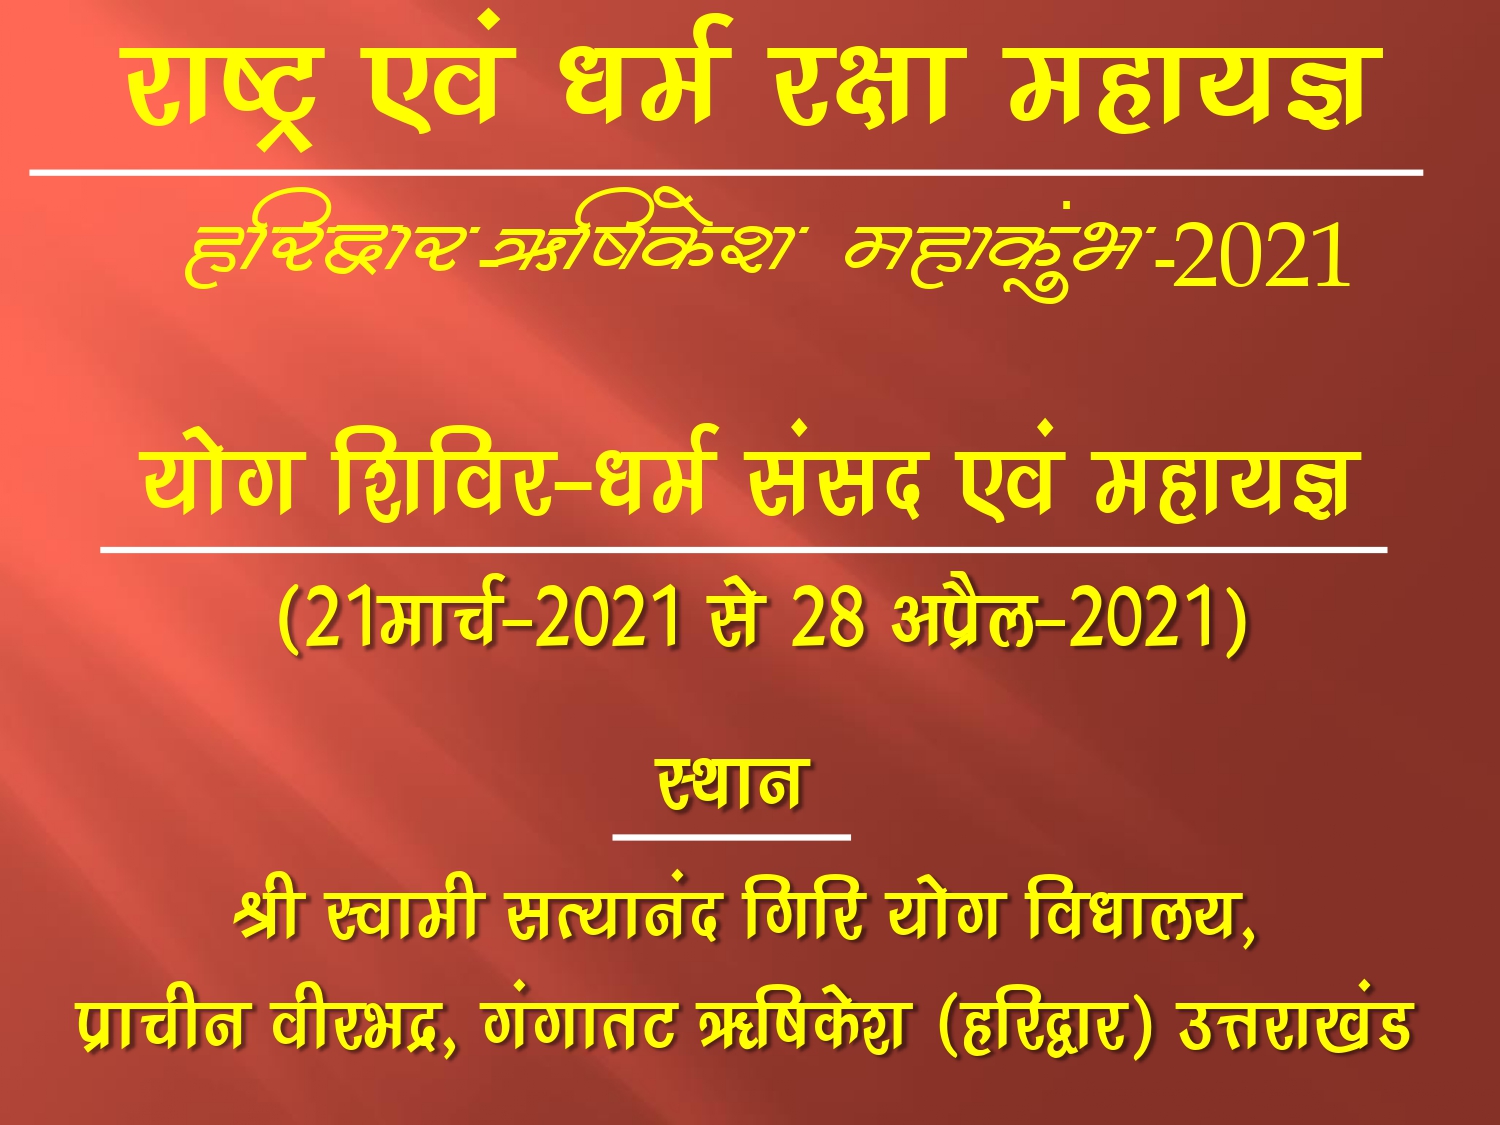 राष्ट्र एवं धर्म रक्षा महायज्ञ
हरिद्वार-ऋषिकेश महाकुंभ-2021
योग शिविर-धर्म संसद एवं महायज्ञ
(21मार्च-2021 से 28 अप्रैल-2021)
स्थान
श्री स्वामी सत्यानंद गिरि योग विधालय,
प्राचीन वीरभद्र, गंगातट ऋषिकेश (हरिद्वार) उत्तराखंड